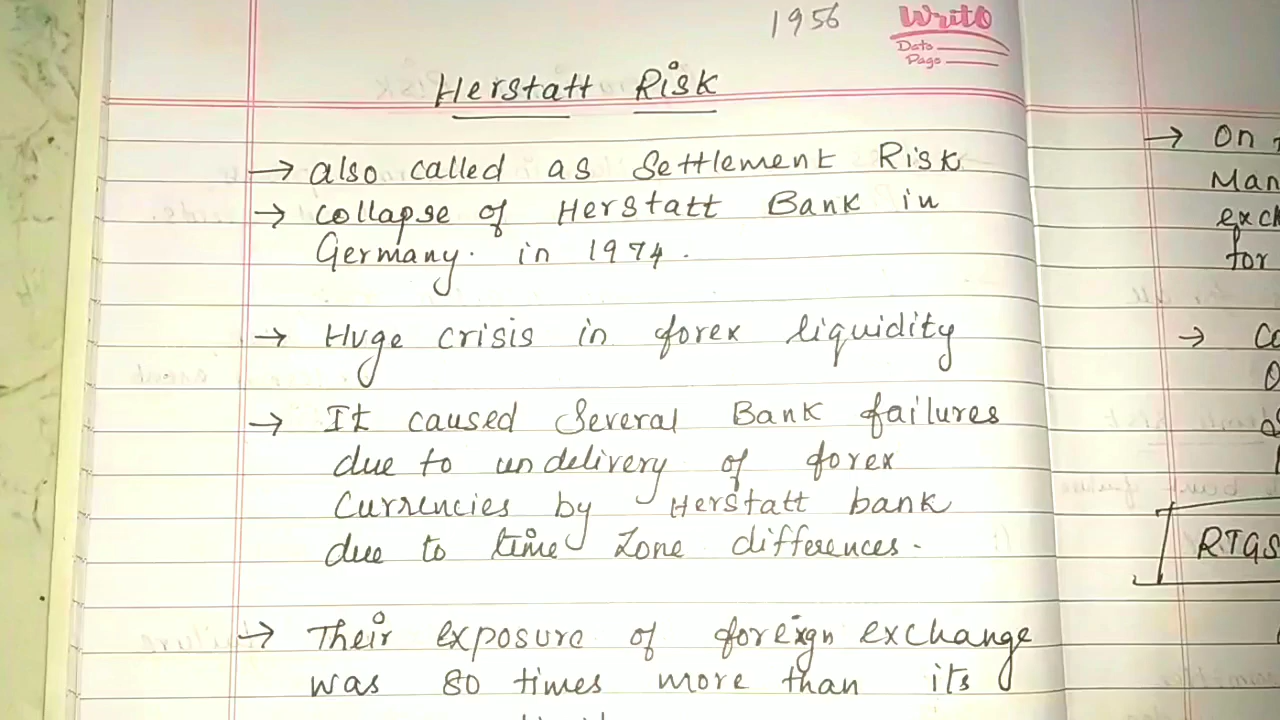 1956
Writo
Date
Page
Herstatt Risk
→ also called as Settlement Risk
→ collapse of Herstatt Bank in
Germany. in 1974.
→ Huge crisis in forex liquidity
→ It caused Several Bank failures
due to undelivery of forex
Currencies by Herstatt bank
due to time Zone differences.
→ Their exposure of foreign exchange
was 80 times more than its
→ on
Man
exch
for
→
RTGS